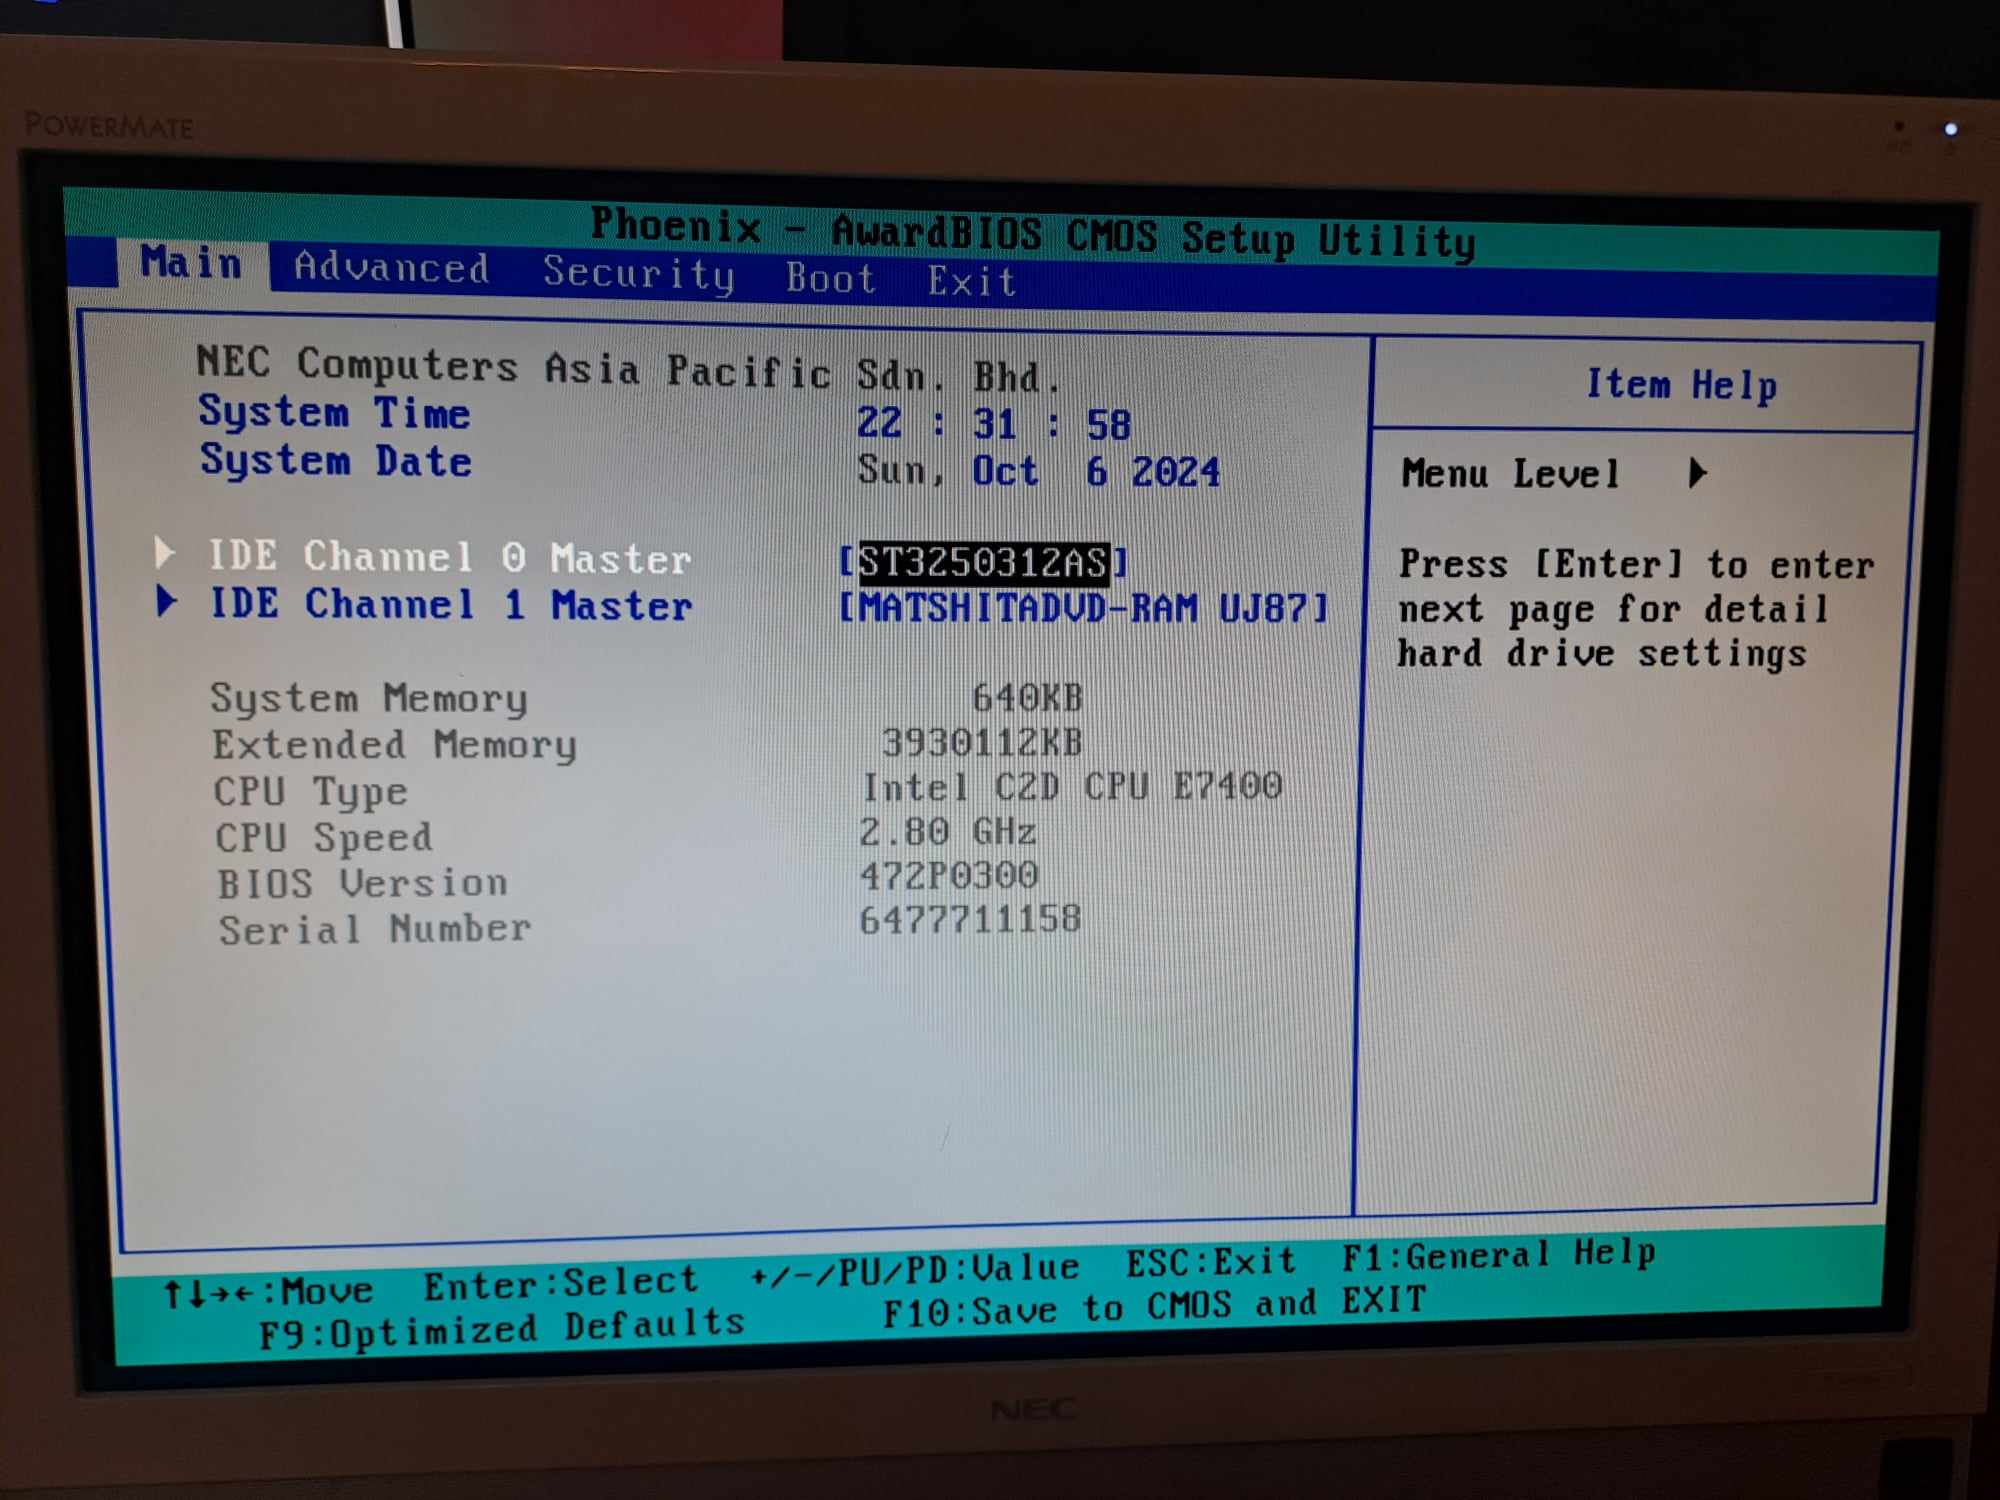 POWERMATE
Phoenix - AwardBIOS CMOS Setup Utility
Main Advanced Security Boot Exit
NEC Computers Asia Pacific Sdn. Bhd.
System Time 22 : 31 : 58
System Date Sun, Oct 6 2024
IDE Channel 0 Master [ST3250312AS]
IDE Channel 1 Master [MATSHITADVD-RAM UJ87]
System Memory 640KB
Extended Memory 3930112KB
CPU Type Intel C2D CPU E7400
CPU Speed 2.80 GHz
BIOS Version 472P0300
Serial Number 6477711158
Item Help
Menu Level ▶
Press [Enter] to enter
next page for detail
hard drive settings
↑↓→←:Move Enter:Select +/-/PU/PD:Value ESC:Exit F1:General Help
F9:Optimized Defaults F10:Save to CMOS and EXIT
NEC